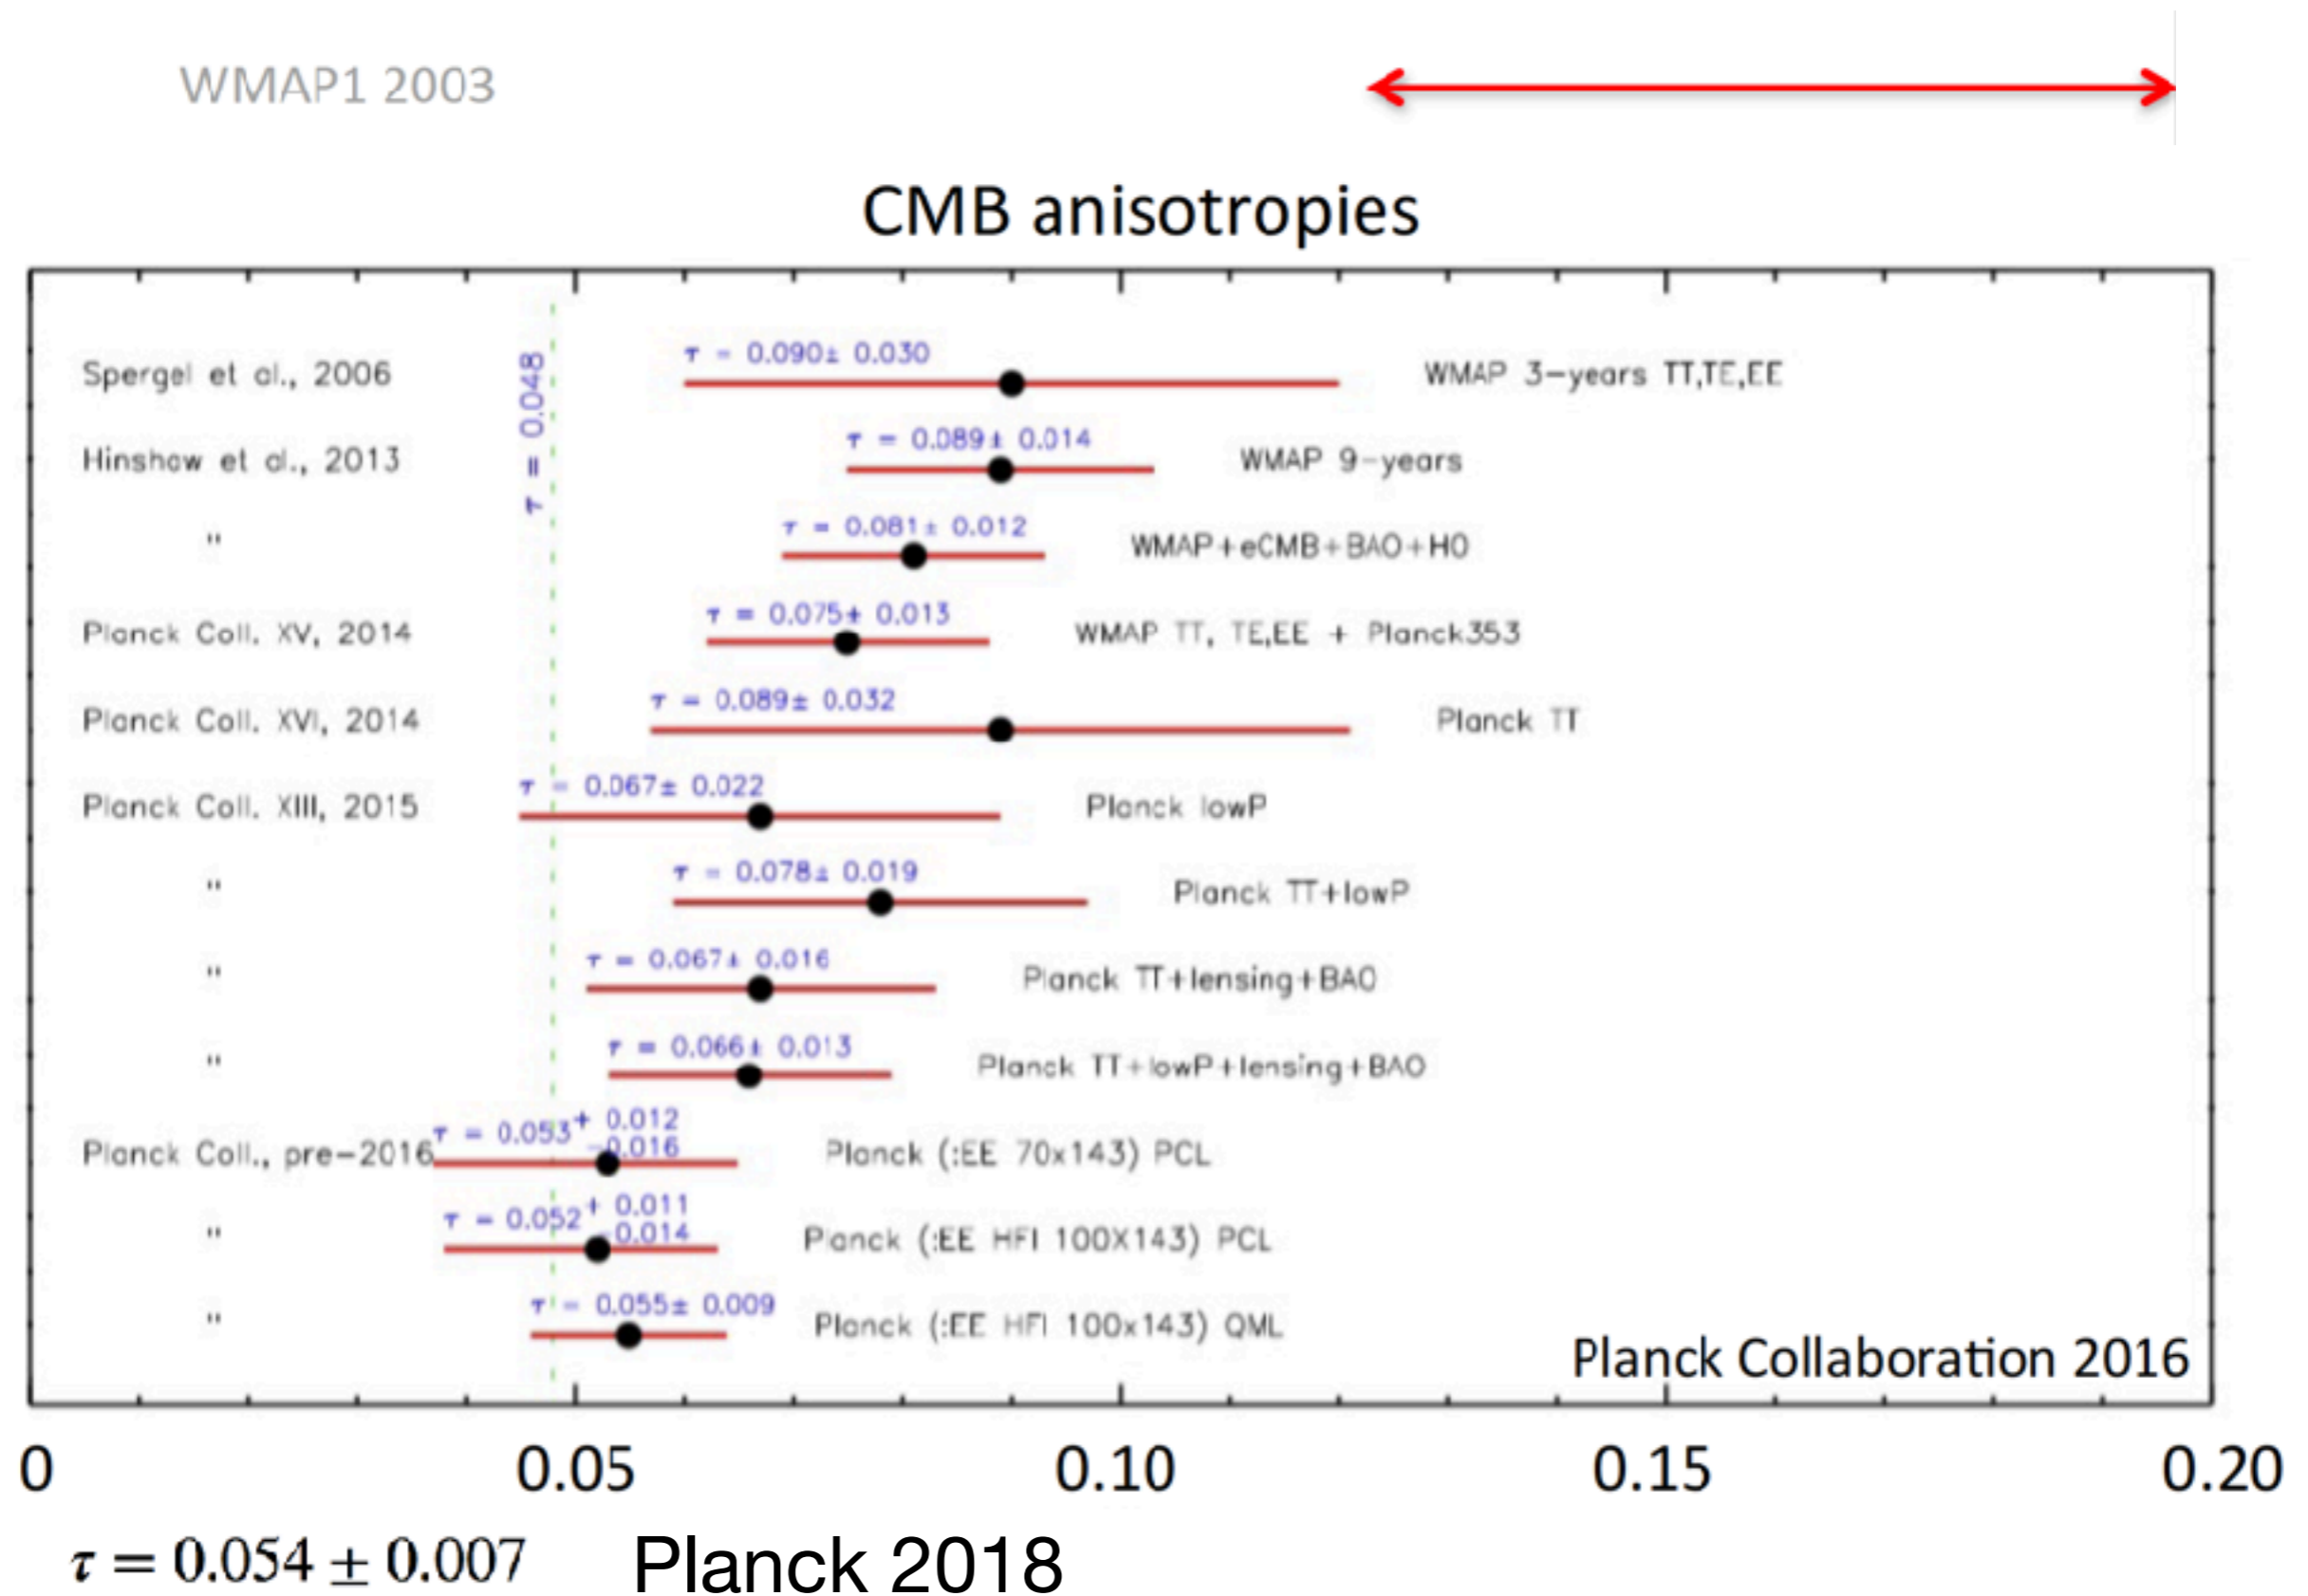 WMAP1 2003
CMB anisotropies
τ = 0.048
Spergel et al., 2006 τ = 0.090± 0.030 WMAP 3-years TT,TE,EE
Hinshaw et al., 2013 τ = 0.089± 0.014 WMAP 9-years
" τ = 0.081± 0.012 WMAP+eCMB+BAO+H0
Planck Coll. XV, 2014 τ = 0.075± 0.013 WMAP TT, TE,EE + Planck353
Planck Coll. XVI, 2014 τ = 0.089± 0.032 Planck TT
Planck Coll. XIII, 2015 τ = 0.067± 0.022 Planck lowP
" τ = 0.078± 0.019 Planck TT+lowP
" τ = 0.067± 0.016 Planck TT+lensing+BAO
" τ = 0.066± 0.013 Planck TT+lowP+lensing+BAO
Planck Coll., pre-2016 τ = 0.053 + 0.012 -0.016 Planck (:EE 70x143) PCL
" τ = 0.052 + 0.011 -0.014 Planck (:EE HFI 100X143) PCL
" τ = 0.055± 0.009 Planck (:EE HFI 100x143) QML
Planck Collaboration 2016
0 0.05 0.10 0.15 0.20
τ = 0.054 ± 0.007 Planck 2018